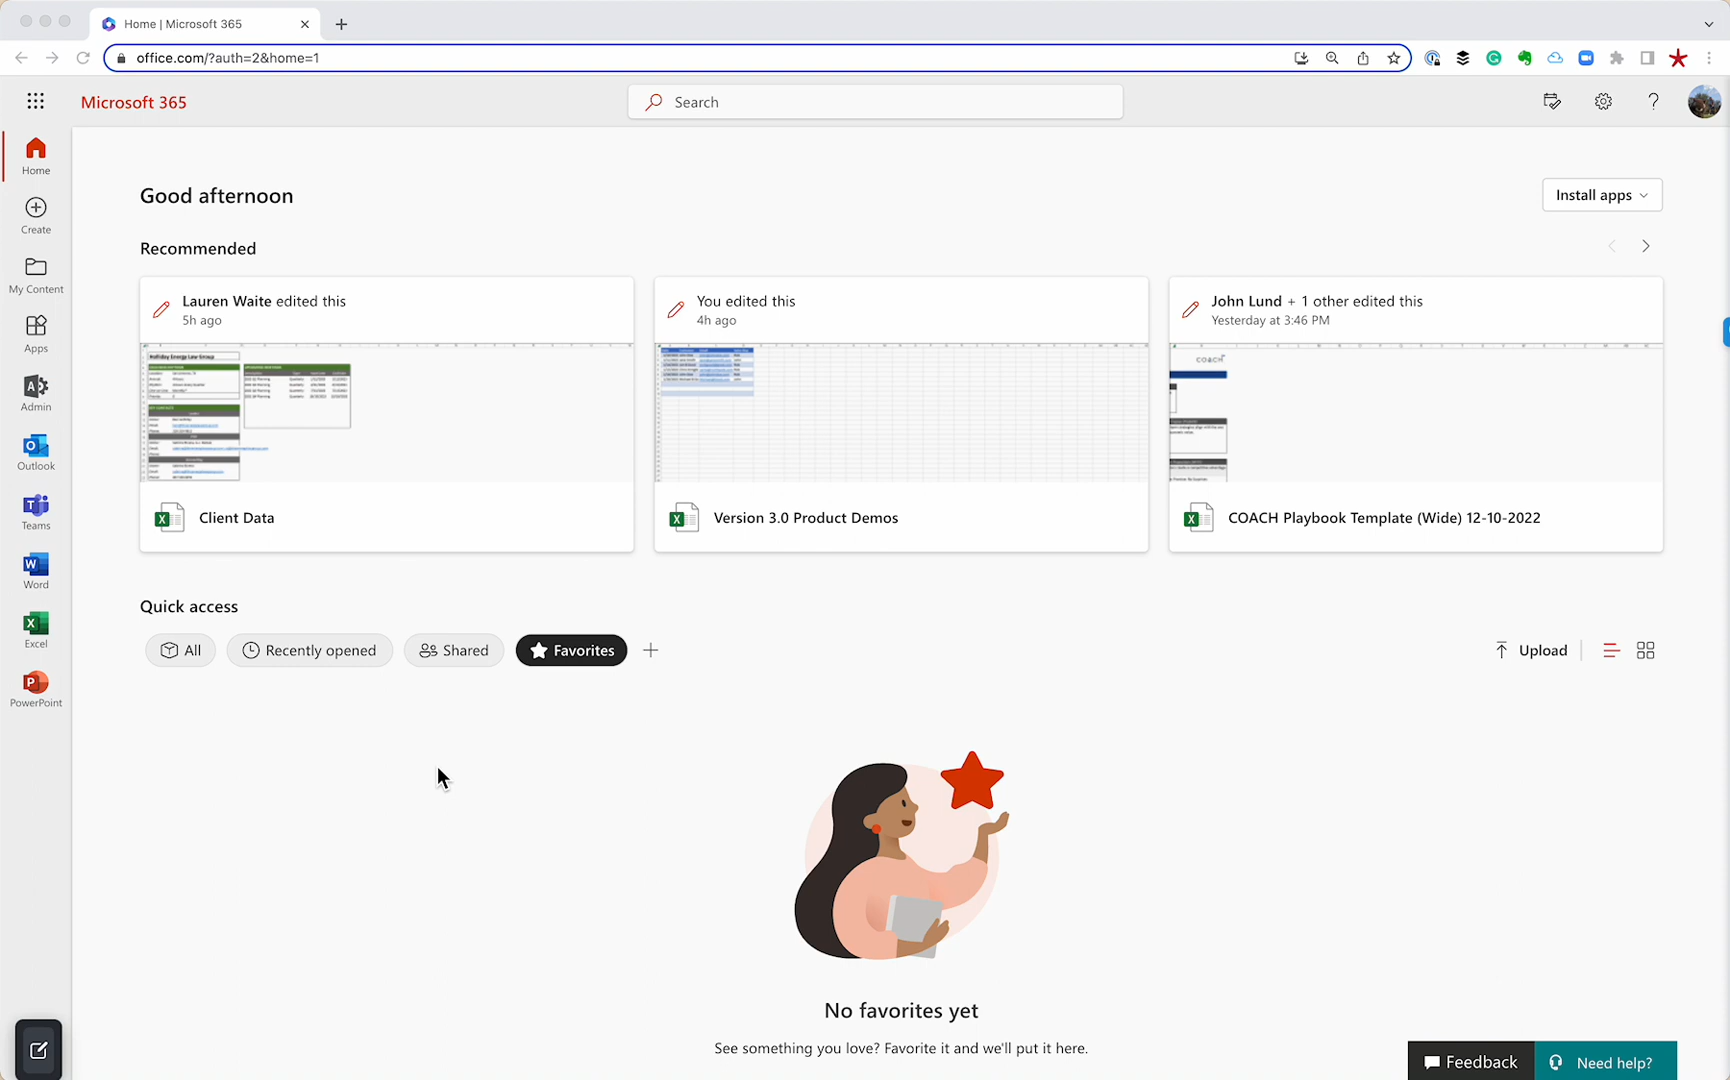 Home | Microsoft 365
office.com/?auth=2&home=1
Microsoft 365
Search
Home
Create
My Content
Apps
Admin
Outlook
Teams
Word
Excel
PowerPoint
Good afternoon
Install apps
Recommended
Lauren Waite edited this
5h ago
You edited this
4h ago
John Lund + 1 other edited this
Yesterday at 3:46 PM
Holliday Energy Law Group
COACH
Client Data
Version 3.0 Product Demos
COACH Playbook Template (Wide) 12-10-2022
Quick access
All
Recently opened
Shared
Favorites
Upload
No favorites yet
See something you love? Favorite it and we'll put it here.
Feedback
Need help?